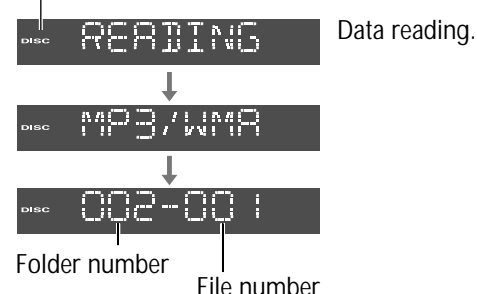 DISC READING Data reading.
DISC MP3/WMA
DISC 002-001
Folder number
File number